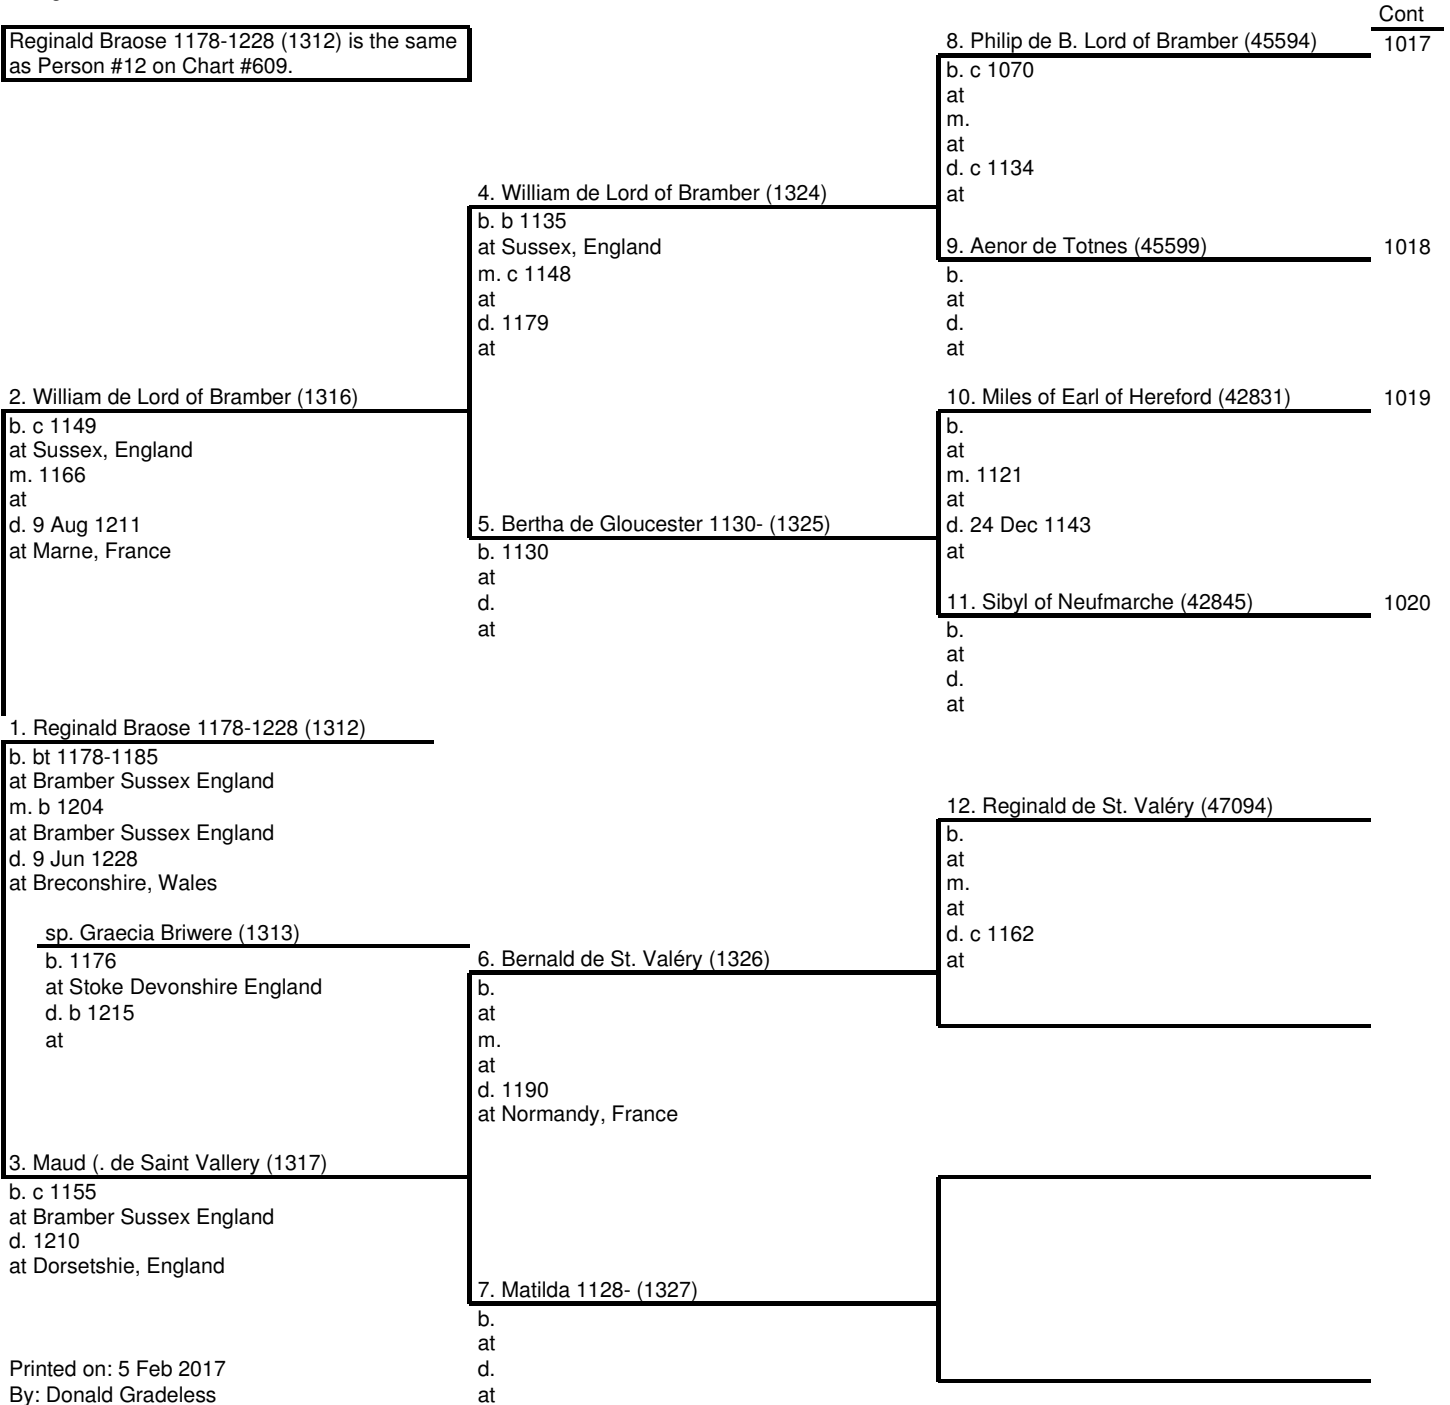 Cont
Reginald Braose 1178-1228 (1312) is the same
as Person #12 on Chart #609.
8. Philip de B. Lord of Bramber (45594) 1017
b. c 1070
at
m.
at
d. c 1134
at
4. William de Lord of Bramber (1324)
b. b 1135
at Sussex, England
m. c 1148
at
d. 1179
at
9. Aenor de Totnes (45599) 1018
b.
at
d.
at
2. William de Lord of Bramber (1316)
b. c 1149
at Sussex, England
m. 1166
at
d. 9 Aug 1211
at Marne, France
10. Miles of Earl of Hereford (42831) 1019
b.
at
m. 1121
at
d. 24 Dec 1143
at
5. Bertha de Gloucester 1130- (1325)
b. 1130
at
d.
at
11. Sibyl of Neufmarche (42845) 1020
b.
at
d.
at
1. Reginald Braose 1178-1228 (1312)
b. bt 1178-1185
at Bramber Sussex England
m. b 1204
at Bramber Sussex England
d. 9 Jun 1228
at Breconshire, Wales
sp. Graecia Briwere (1313)
b. 1176
at Stoke Devonshire England
d. b 1215
at
12. Reginald de St. Valéry (47094)
b.
at
m.
at
d. c 1162
at
6. Bernald de St. Valéry (1326)
b.
at
m.
at
d. 1190
at Normandy, France
3. Maud (. de Saint Vallery (1317)
b. c 1155
at Bramber Sussex England
d. 1210
at Dorsetshie, England
7. Matilda 1128- (1327)
b.
at
d.
at
Printed on: 5 Feb 2017
By: Donald Gradeless